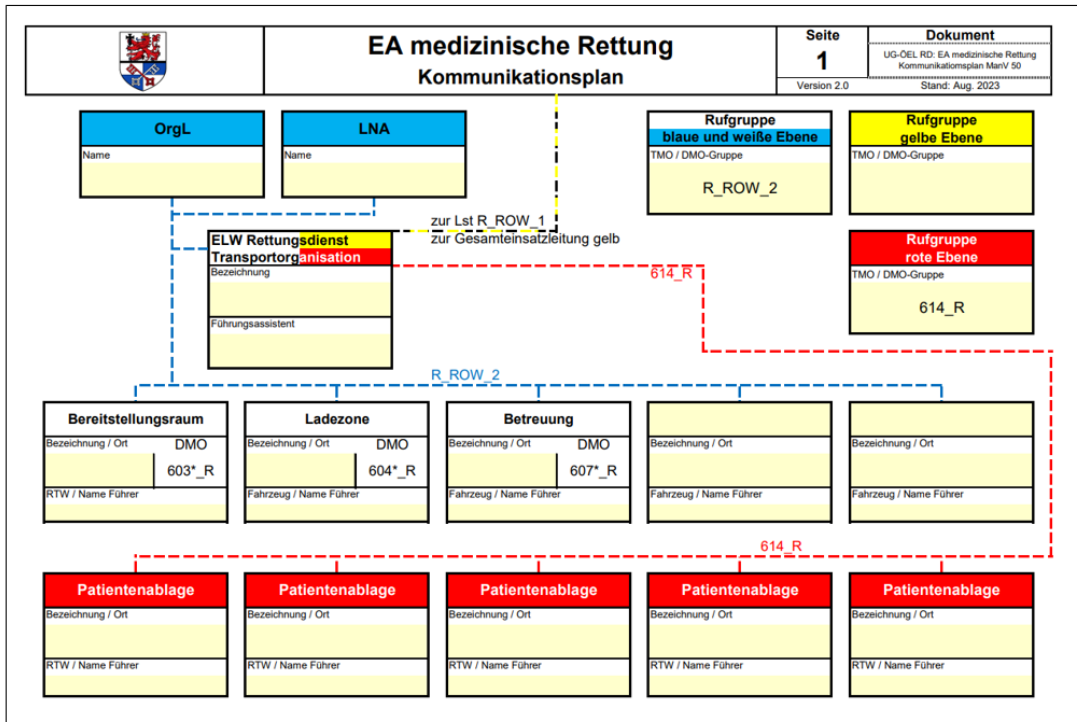 EA medizinische Rettung
Kommunikationsplan
Seite
1
Version 2.0
Dokument
UG-ÖEL RD: EA medizinische Rettung
Kommunikationsplan ManV 50
Stand: Aug. 2023
OrgL
Name
LNA
Name
Rufgruppe
blaue und weiße Ebene
TMO / DMO-Gruppe
R_ROW_2
Rufgruppe
gelbe Ebene
TMO / DMO-Gruppe
zur Lst R_ROW_1
zur Gesamteinsatzleitung gelb
ELW Rettungsdienst
Transportorganisation
Bezeichnung
Führungsassistent
614_R
Rufgruppe
rote Ebene
TMO / DMO-Gruppe
614_R
R_ROW_2
Bereitstellungsraum
Bezeichnung / Ort DMO
603*_R
RTW / Name Führer
Ladezone
Bezeichnung / Ort DMO
604*_R
Fahrzeug / Name Führer
Betreuung
Bezeichnung / Ort DMO
607*_R
Fahrzeug / Name Führer
Bezeichnung / Ort
Fahrzeug / Name Führer
Bezeichnung / Ort
Fahrzeug / Name Führer
614_R
Patientenablage
Bezeichnung / Ort
RTW / Name Führer
Patientenablage
Bezeichnung / Ort
RTW / Name Führer
Patientenablage
Bezeichnung / Ort
RTW / Name Führer
Patientenablage
Bezeichnung / Ort
RTW / Name Führer
Patientenablage
Bezeichnung / Ort
RTW / Name Führer